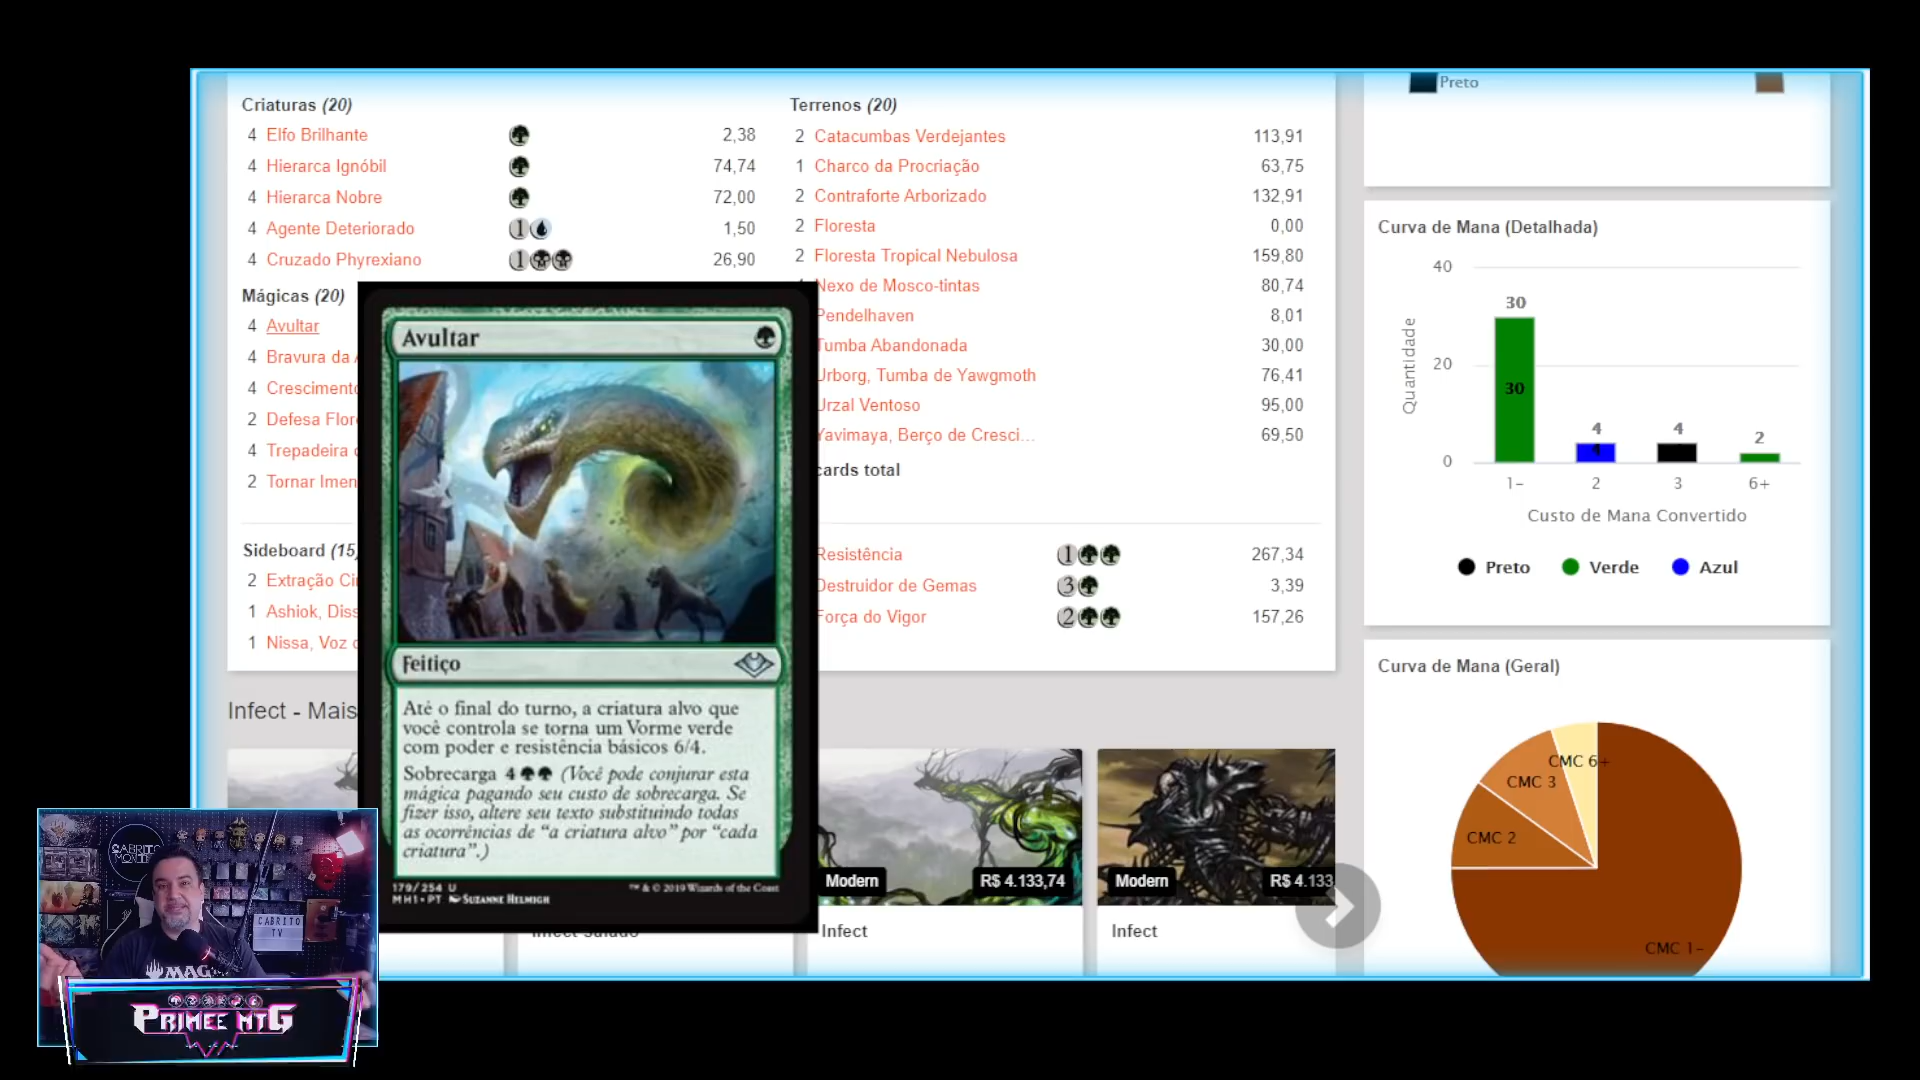 Criaturas (20)
4 Elfo Brilhante 2,38
4 Hierarca Ignóbil 74,74
4 Hierarca Nobre 72,00
4 Agente Deteriorado 1 1,50
4 Cruzado Phyrexiano 1 26,90
Mágicas (20)
4 Avultar
4 Bravura da
4 Crescimento
2 Defesa Flor
4 Trepadeira
2 Tornar Imen
Sideboard (15
2 Extração Ci
1 Ashiok, Diss
1 Nissa, Voz
Terrenos (20)
2 Catacumbas Verdejantes 113,91
1 Charco da Procriação 63,75
2 Contraforte Arborizado 132,91
2 Floresta 0,00
2 Floresta Tropical Nebulosa 159,80
Nexo de Mosco-tintas 80,74
Pendelhaven 8,01
Tumba Abandonada 30,00
Urborg, Tumba de Yawgmoth 76,41
Urzal Ventoso 95,00
Yavimaya, Berço de Cresci... 69,50
cards total
Resistência 1 267,34
Destruidor de Gemas 3 3,39
Força do Vigor 2 157,26
Avultar
Feitiço
Até o final do turno, a criatura alvo que
você controla se torna um Vorme verde
com poder e resistência básicos 6/4.
Sobrecarga 4 (Você pode conjurar esta
mágica pagando seu custo de sobrecarga. Se
fizer isso, altere seu texto substituindo todas
as ocorrências de “a criatura alvo” por “cada
criatura”.)
179/254 U
MH1 • PT SUZANNE HELMIGH
™ & © 2019 Wizards of the Coast
Preto
Curva de Mana (Detalhada)
40
20
0
Quantidade
30
30
4
4
4
2
1-
2
3
6+
Custo de Mana Convertido
Preto
Verde
Azul
Curva de Mana (Geral)
CMC 6+
CMC 3
CMC 2
CMC 1-
Infect - Mais
Modern R$ 4.133,74
Infect
Modern R$ 4.133
Infect
CABRITO
MONTE
CABRITO
TV
MAG
PRIMEE MTG